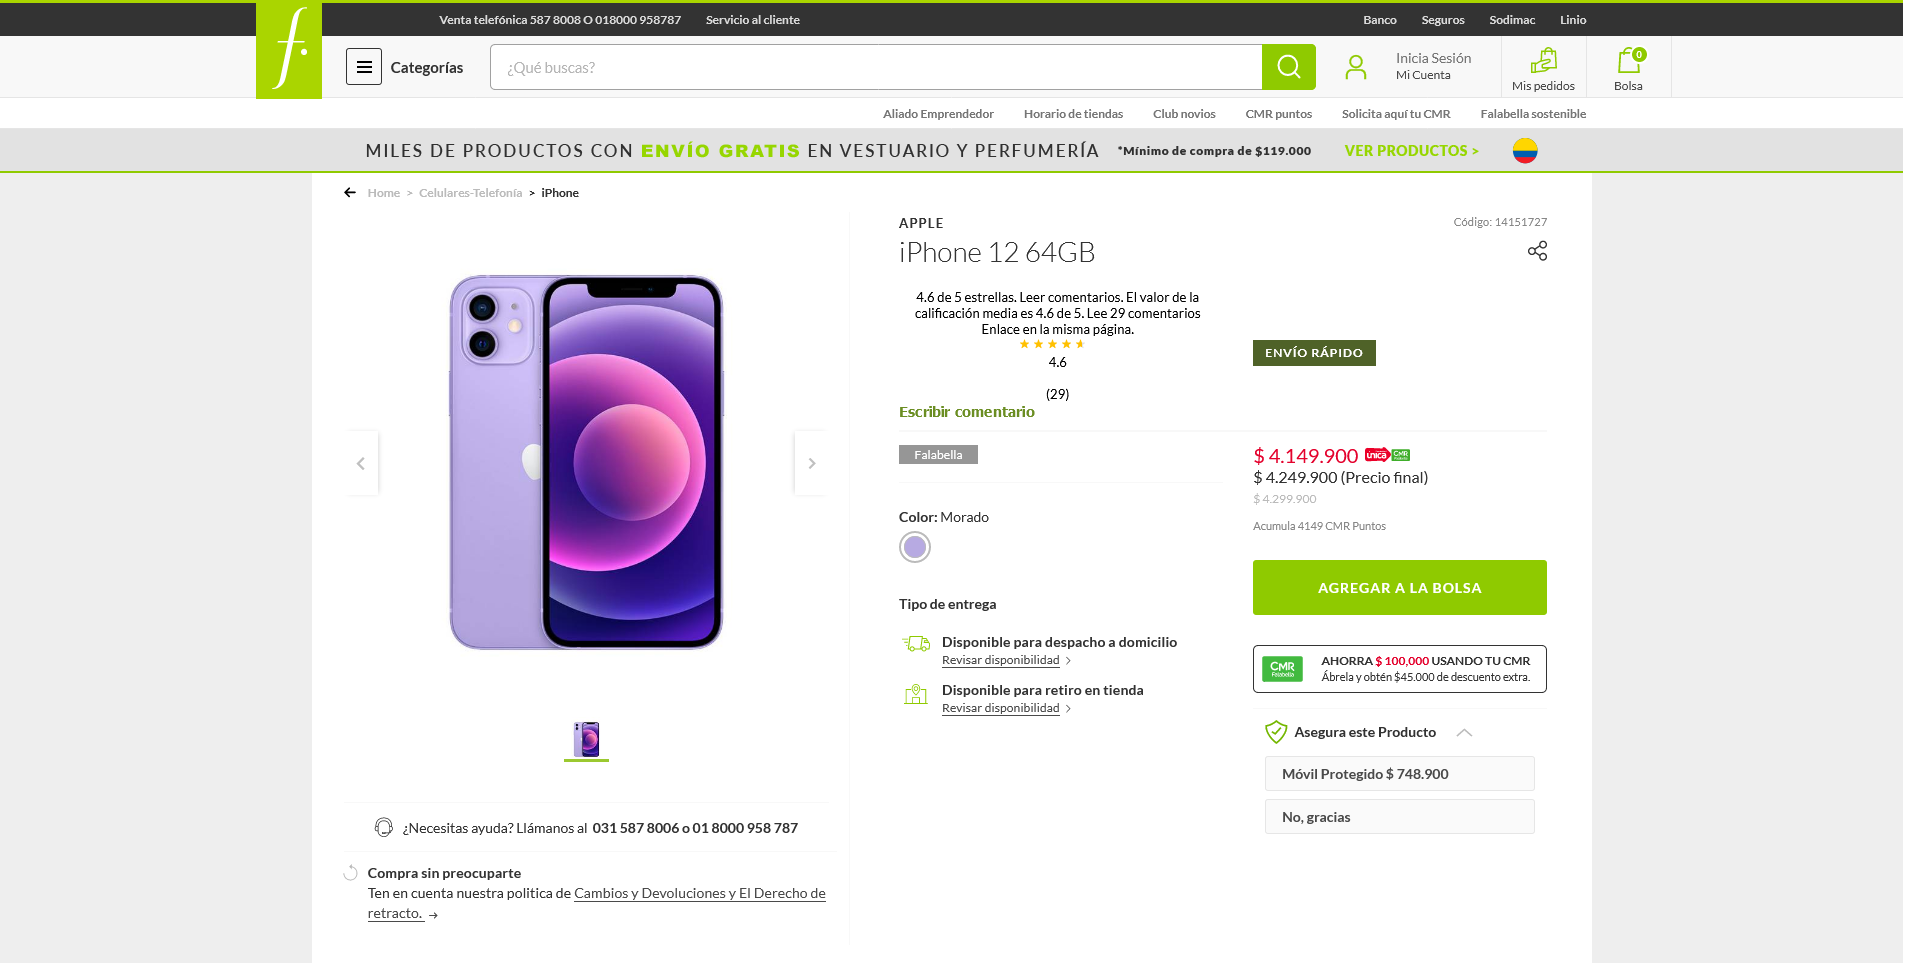 Venta telefónica 587 8008 O 018000 958787 Servicio al cliente Banco Seguros Sodimac Linio
f.
Categorías
¿Qué buscas?
Inicia Sesión
Mi Cuenta
Mis pedidos
0
Bolsa
Aliado Emprendedor Horario de tiendas Club novios CMR puntos Solicita aquí tu CMR Falabella sostenible
MILES DE PRODUCTOS CON ENVÍO GRATIS EN VESTUARIO Y PERFUMERÍA *Mínimo de compra de $119.000 VER PRODUCTOS >
Home > Celulares-Telefonía > iPhone
APPLE
Código: 14151727
iPhone 12 64GB
4.6 de 5 estrellas. Leer comentarios. El valor de la
calificación media es 4.6 de 5. Lee 29 comentarios
Enlace en la misma página.
4.6
(29)
Escribir comentario
ENVÍO RÁPIDO
Falabella
Color: Morado
Tipo de entrega
Disponible para despacho a domicilio
Revisar disponibilidad >
Disponible para retiro en tienda
Revisar disponibilidad >
$ 4.149.900 única CMR
$ 4.249.900 (Precio final)
$ 4.299.900
Acumula 4149 CMR Puntos
AGREGAR A LA BOLSA
CMR
Falabella
AHORRA $ 100,000 USANDO TU CMR
Ábrela y obtén $45.000 de descuento extra.
Asegura este Producto
Móvil Protegido $ 748.900
No, gracias
¿Necesitas ayuda? Llámanos al 031 587 8006 o 01 8000 958 787
Compra sin preocuparte
Ten en cuenta nuestra politica de Cambios y Devoluciones y El Derecho de
retracto. →